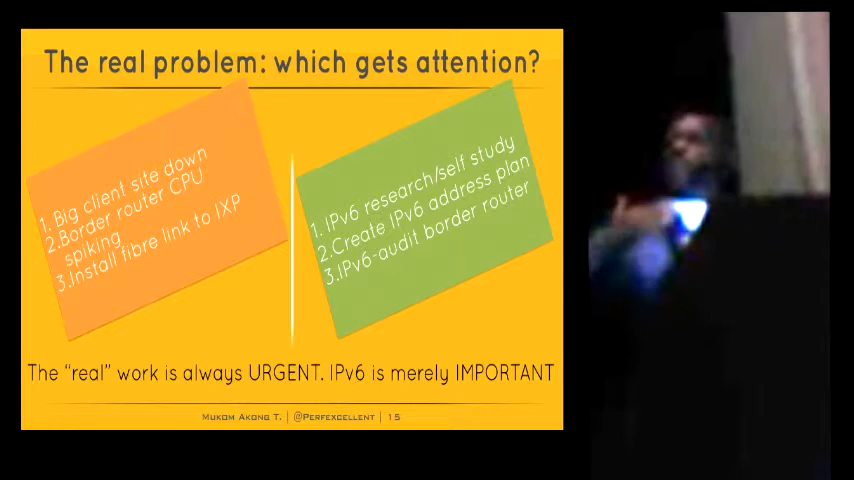 The real problem: which gets attention?
1. Big client site down
2.Border router CPU
spiking
3.Install fibre link to IXP
1. IPv6 research/self study
2.Create IPv6 address plan
3.IPv6-audit border router
The “real” work is always URGENT. IPv6 is merely IMPORTANT
Mukom Akong T. | @Perfexcellent | 15